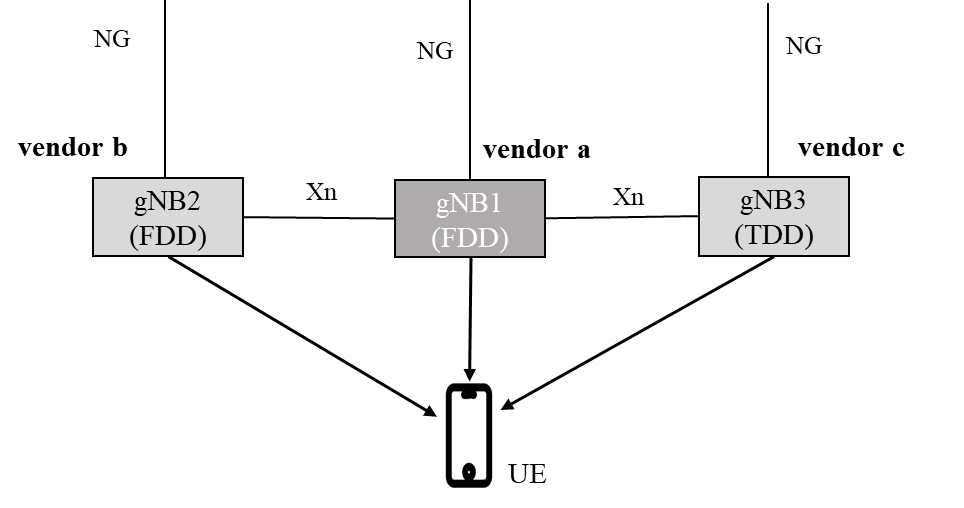 NG
NG
NG
vendor b
vendor a
vendor c
gNB2
(FDD)
Xn
gNB1
(FDD)
Xn
gNB3
(TDD)
UE